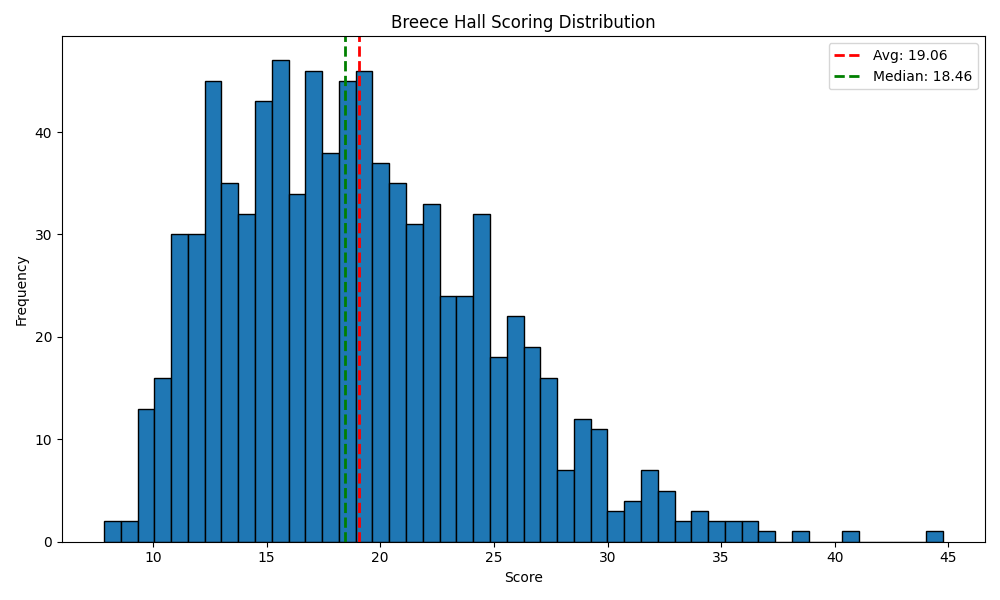 Breece Hall Scoring Distribution
Avg: 19.06
Median: 18.46
Frequency
40
30
20
10
0
10 15 20 25 30 35 40 45
Score